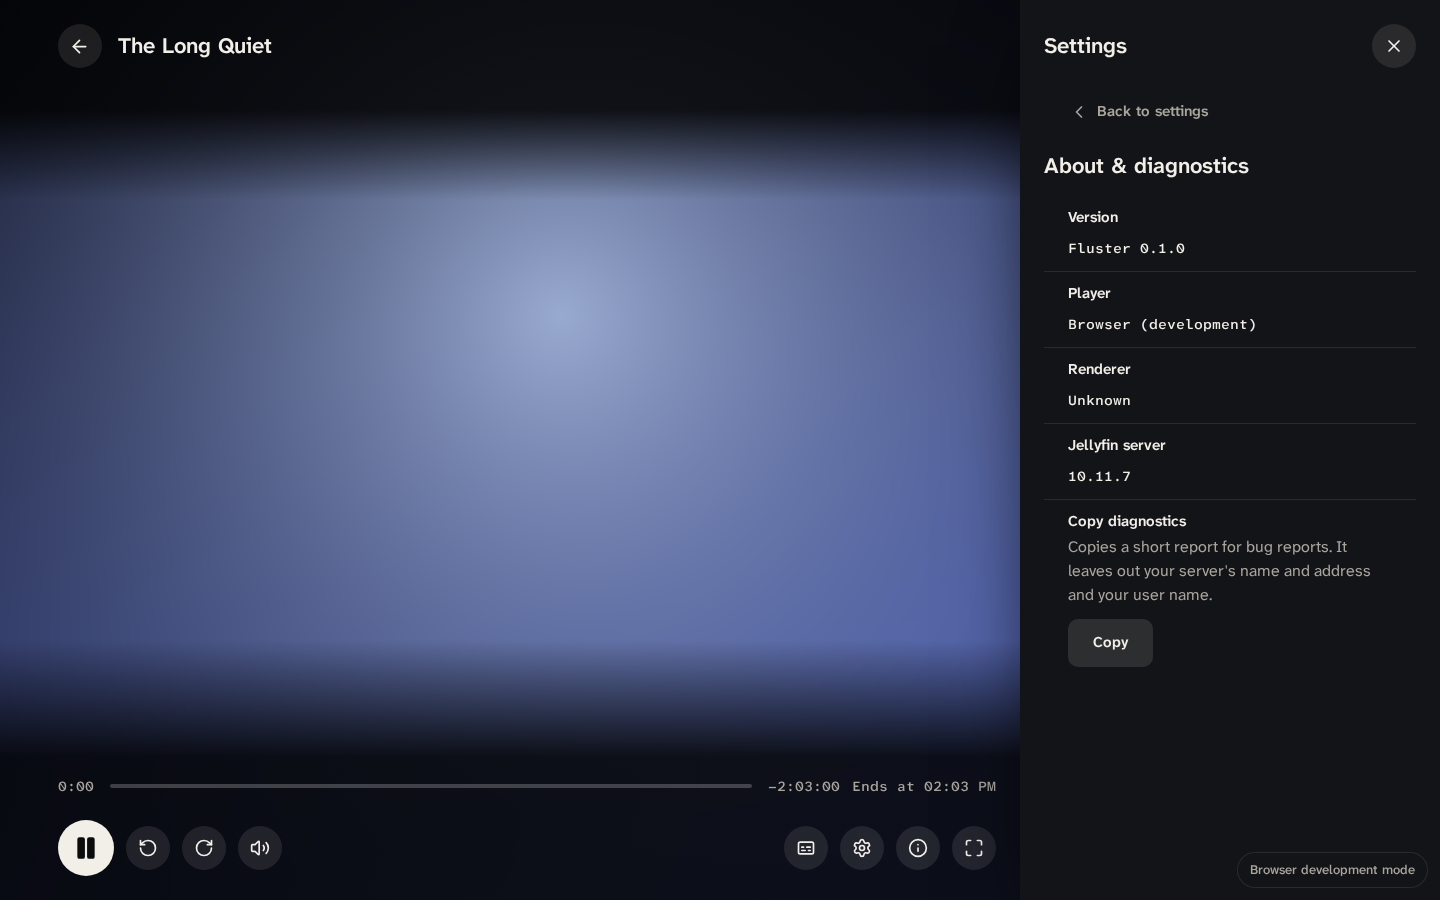 The Long Quiet
Settings
Back to settings
About & diagnostics
Version
Fluster 0.1.0
Player
Browser (development)
Renderer
Unknown
Jellyfin server
10.11.7
Copy diagnostics
Copies a short report for bug reports. It
leaves out your server's name and address
and your user name.
Copy
0:00
−2:03:00 Ends at 02:03 PM
Browser development mode